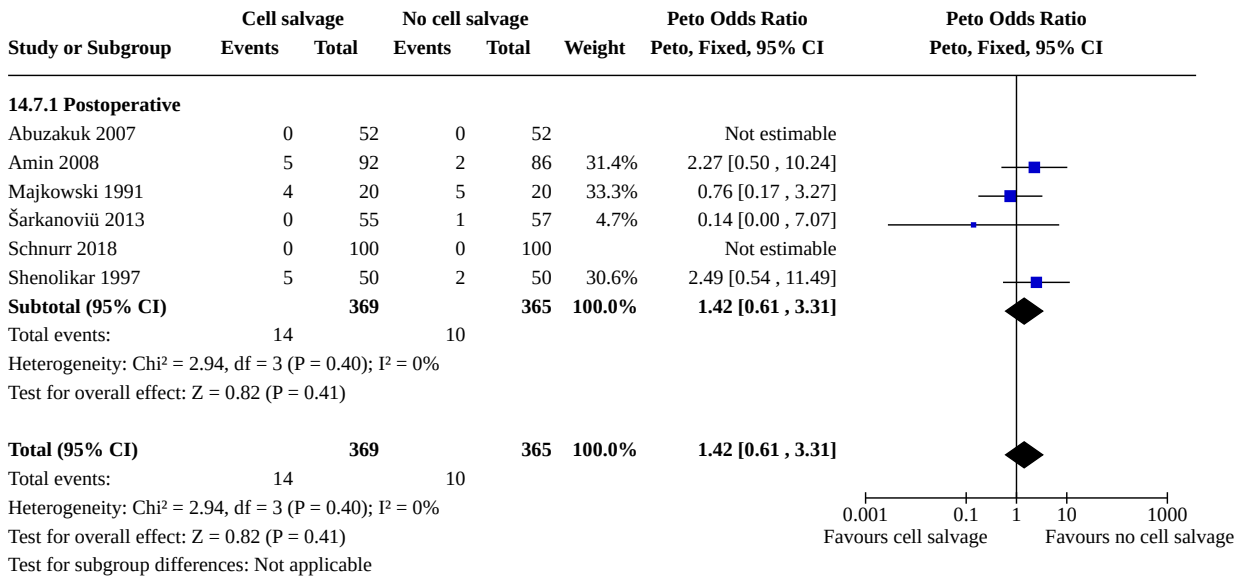 Cell salvage No cell salvage Peto Odds Ratio Peto Odds Ratio
Study or Subgroup Events Total Events Total Weight Peto, Fixed, 95% CI Peto, Fixed, 95% CI
14.7.1 Postoperative
Abuzakuk 2007 0 52 0 52 Not estimable
Amin 2008 5 92 2 86 31.4% 2.27 [0.50 , 10.24]
Majkowski 1991 4 20 5 20 33.3% 0.76 [0.17 , 3.27]
Šarkanoviü 2013 0 55 1 57 4.7% 0.14 [0.00 , 7.07]
Schnurr 2018 0 100 0 100 Not estimable
Shenolikar 1997 5 50 2 50 30.6% 2.49 [0.54 , 11.49]
Subtotal (95% CI) 369 365 100.0% 1.42 [0.61 , 3.31]
Total events: 14 10
Heterogeneity: Chi² = 2.94, df = 3 (P = 0.40); I² = 0%
Test for overall effect: Z = 0.82 (P = 0.41)
Total (95% CI) 369 365 100.0% 1.42 [0.61 , 3.31]
Total events: 14 10
Heterogeneity: Chi² = 2.94, df = 3 (P = 0.40); I² = 0%
0.001 0.1 1 10 1000
Test for overall effect: Z = 0.82 (P = 0.41) Favours cell salvage Favours no cell salvage
Test for subgroup differences: Not applicable